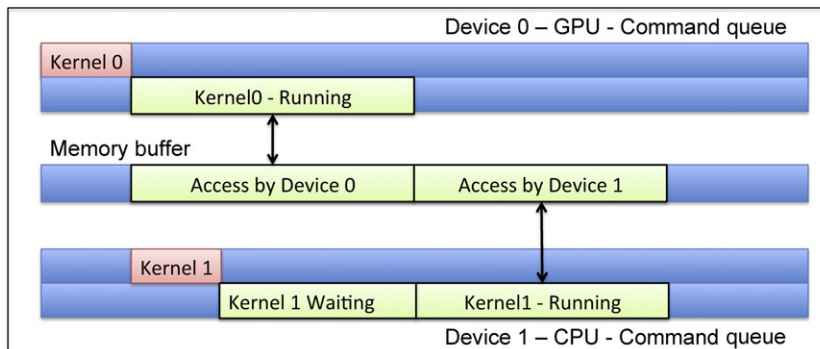 Device 0 – GPU - Command queue
Kernel 0
Kernel0 - Running
Memory buffer
Access by Device 0 Access by Device 1
Kernel 1
Kernel 1 Waiting Kernel1 - Running
Device 1 – CPU - Command queue